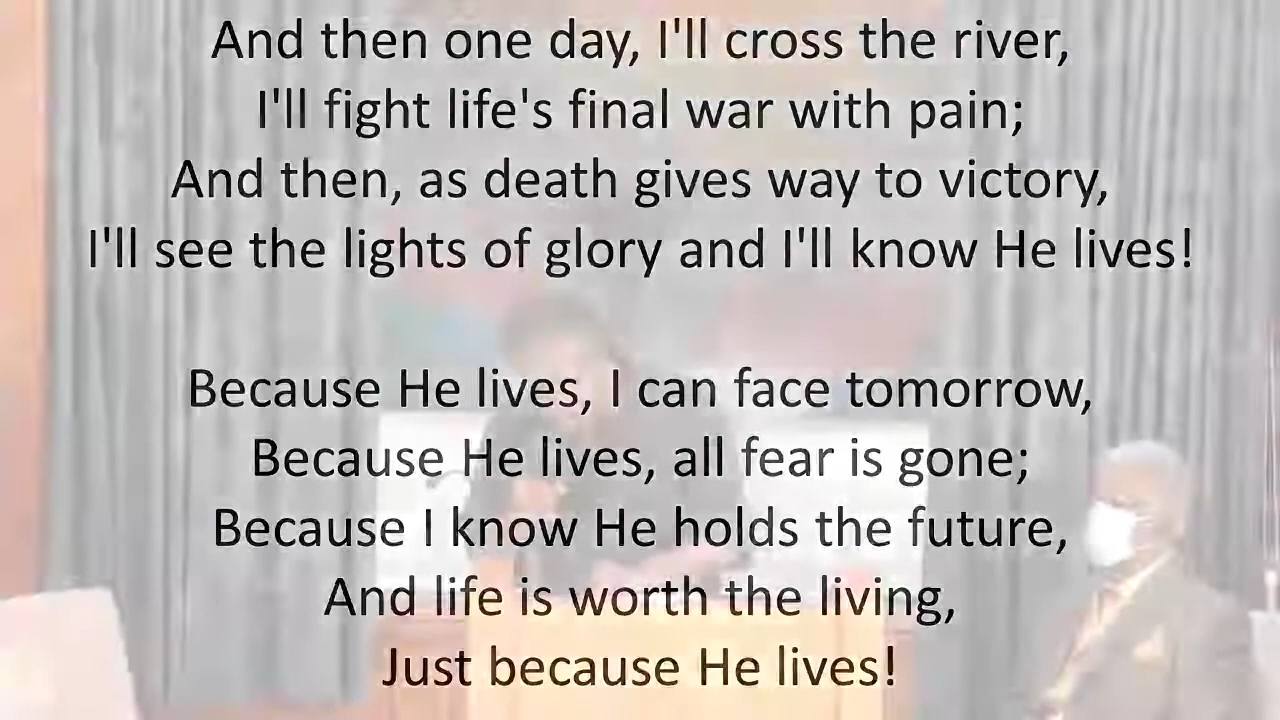 And then one day, I'll cross the river,
I'll fight life's final war with pain;
And then, as death gives way to victory,
I'll see the lights of glory and I'll know He lives!
Because He lives, I can face tomorrow,
Because He lives, all fear is gone;
Because I know He holds the future,
And life is worth the living,
Just because He lives!